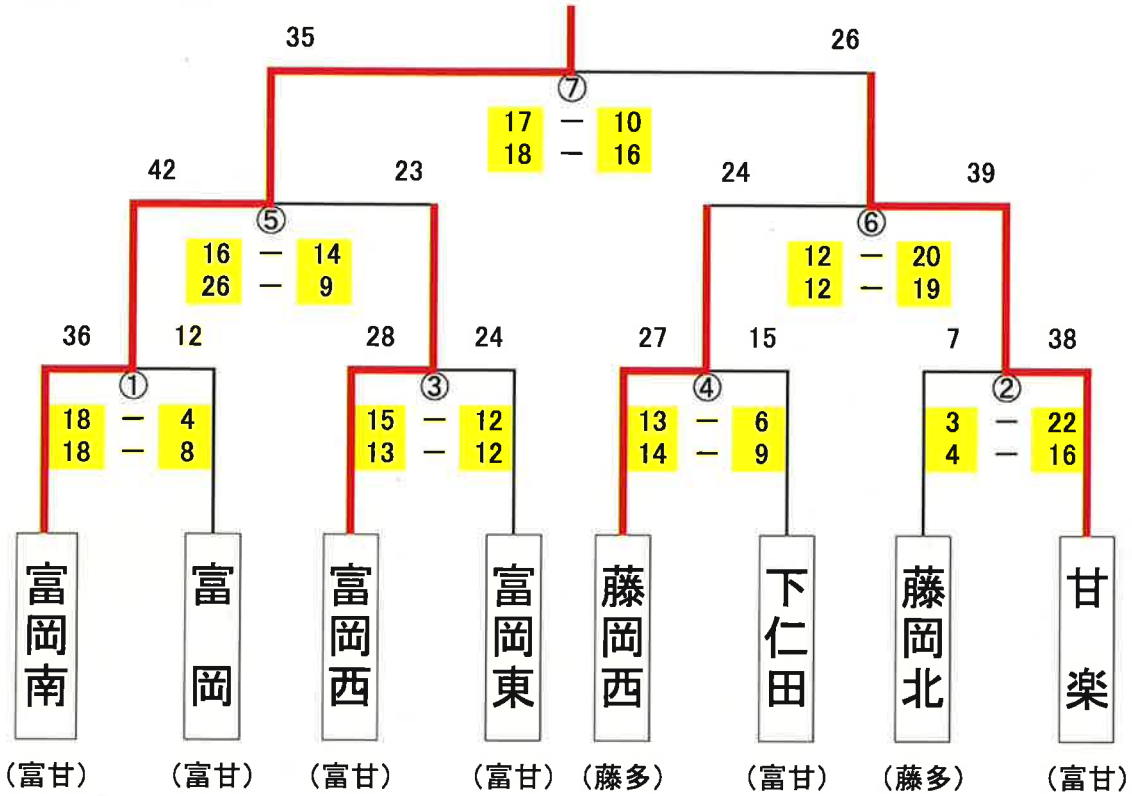 35 26
⑦
17 － 10
18 － 16
42 23 24 39
⑤ ⑥
16 － 14 12 － 20
26 － 9 12 － 19
36 12 28 24 27 15 7 38
① ③ ④ ②
18 － 4 15 － 12 13 － 6 3 － 22
18 － 8 13 － 12 14 － 9 4 － 16
富岡南 富岡 富岡西 富岡東 藤岡西 下仁田 藤岡北 甘楽
(富甘) (富甘) (富甘) (富甘) (藤多) (富甘) (藤多) (富甘)